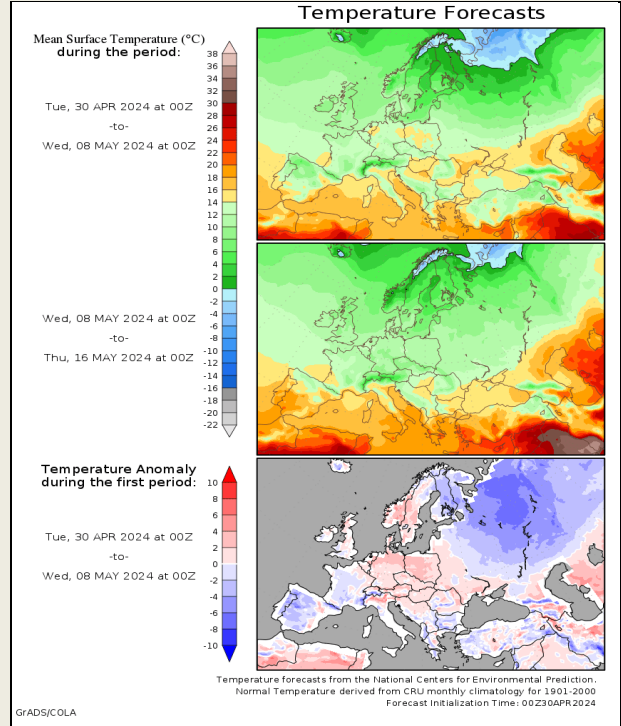 Temperature Forecasts
Mean Surface Temperature (°C)
during the period:
Tue, 30 APR 2024 at 00Z
-to-
Wed, 08 MAY 2024 at 00Z
38
36
34
32
30
28
26
24
22
20
18
16
14
12
10
8
6
4
2
0
-2
-4
-6
-8
-10
-12
-14
-16
-18
-20
-22
Wed, 08 MAY 2024 at 00Z
-to-
Thu, 16 MAY 2024 at 00Z
Temperature Anomaly
during the first period:
Tue, 30 APR 2024 at 00Z
-to-
Wed, 08 MAY 2024 at 00Z
10
8
6
4
2
0
-2
-4
-6
-8
-10
Temperature forecasts from the National Centers for Environmental Prediction.
Normal Temperature derived from CRU monthly climatology for 1901-2000
Forecast Initialization Time: 00Z30APR2024
GrADS/COLA